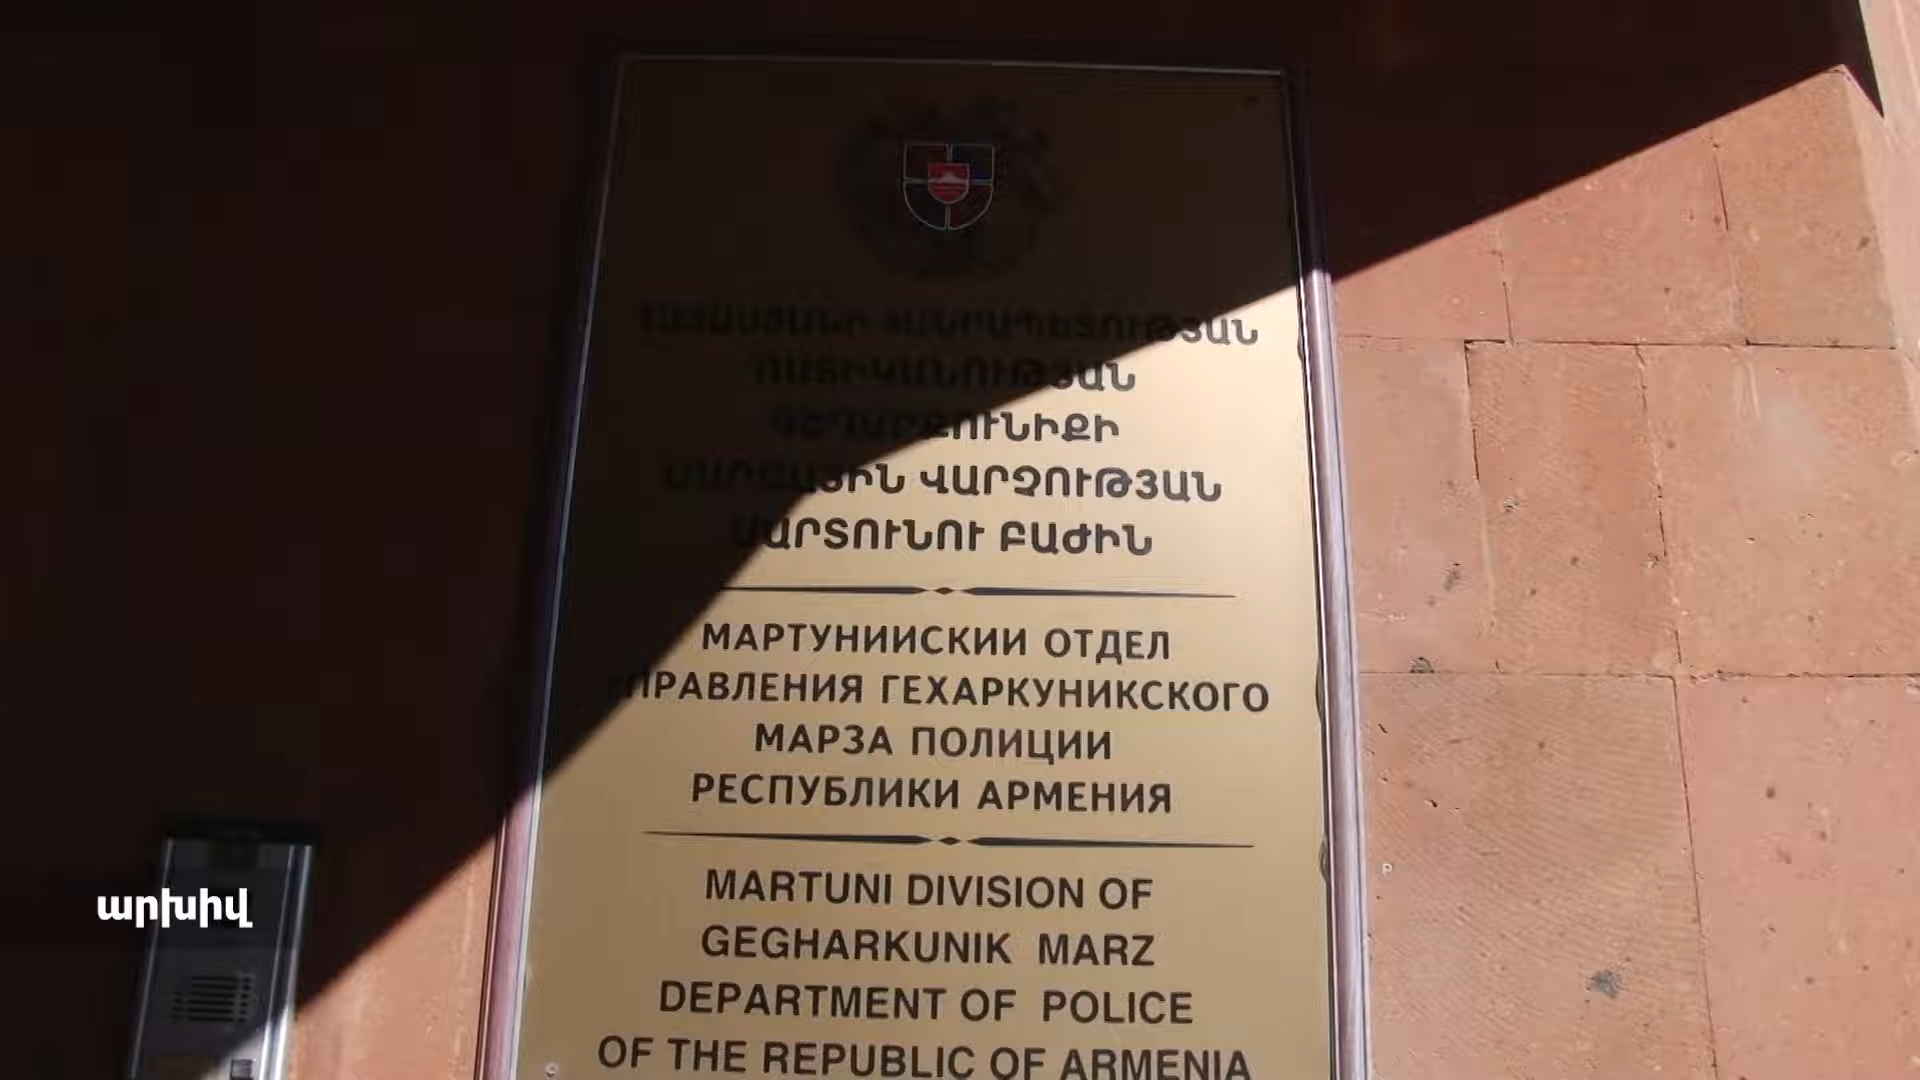 ՀԱՅԱՍՏԱՆԻ ՀԱՆՐԱՊԵՏՈՒԹՅԱՆ
ՈՍՏԻԿԱՆՈՒԹՅԱՆ
ԳԵՂԱՐՔՈՒՆԻՔԻ
ՄԱՐԶԱՅԻՆ ՎԱՐՉՈՒԹՅԱՆ
ՄԱՐՏՈՒՆՈՒ ԲԱԺԻՆ
МАРТУНИИСКИИ ОТДЕЛ
УПРАВЛЕНИЯ ГЕХАРКУНИКСКОГО
МАРЗА ПОЛИЦИИ
РЕСПУБЛИКИ АРМЕНИЯ
MARTUNI DIVISION OF
GEGHARKUNIK MARZ
DEPARTMENT OF POLICE
OF THE REPUBLIC OF ARMENIA
արխիվ